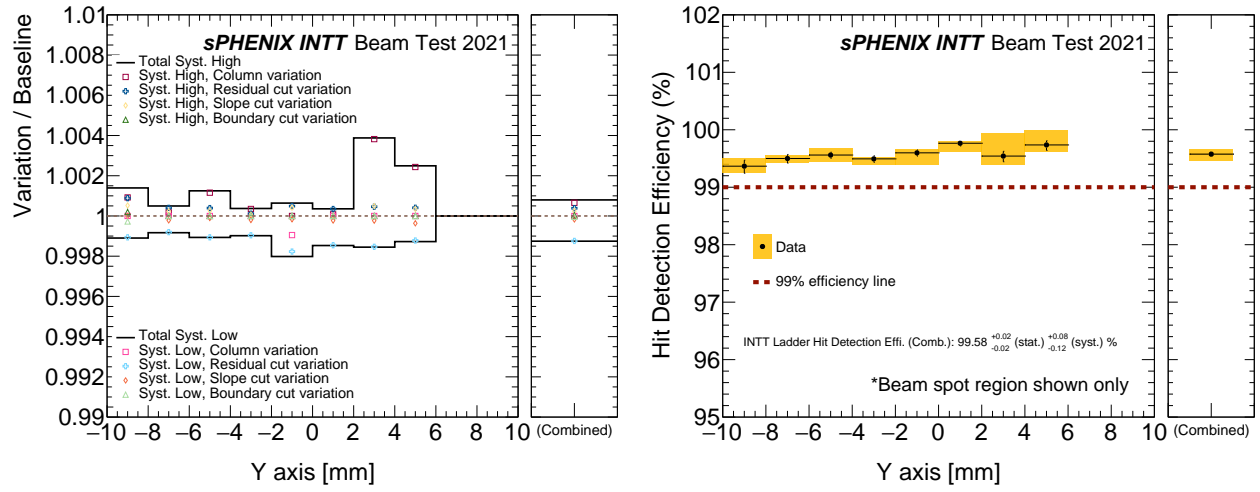 sPHENIX INTT Beam Test 2021
Total Syst. High
Syst. High, Column variation
Syst. High, Residual cut variation
Syst. High, Slope cut variation
Syst. High, Boundary cut variation
Total Syst. Low
Syst. Low, Column variation
Syst. Low, Residual cut variation
Syst. Low, Slope cut variation
Syst. Low, Boundary cut variation
Variation / Baseline
1.01
1.008
1.006
1.004
1.002
1
0.998
0.996
0.994
0.992
0.99
−10 −8 −6 −4 −2 0 2 4 6 8 10
(Combined)
Y axis [mm]
sPHENIX INTT Beam Test 2021
Hit Detection Efficiency (%)
102
101
100
99
98
97
96
95
Data
99% efficiency line
INTT Ladder Hit Detection Effi. (Comb.): 99.58 +0.02 -0.02 (stat.) +0.08 -0.12 (syst.) %
*Beam spot region shown only
−10 −8 −6 −4 −2 0 2 4 6 8 10
(Combined)
Y axis [mm]